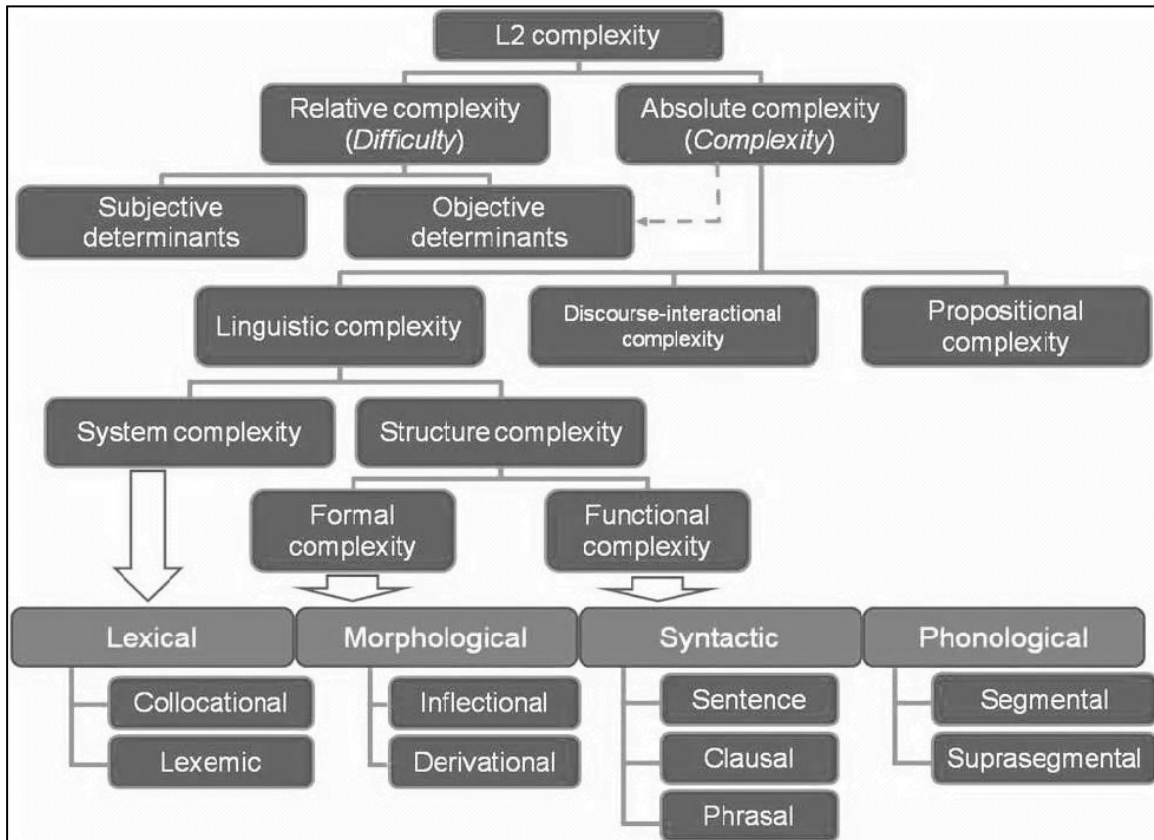 L2 complexity
Relative complexity
(Difficulty)
Absolute complexity
(Complexity)
Subjective
determinants
Objective
determinants
Linguistic complexity
Discourse-interactional
complexity
Propositional
complexity
System complexity
Structure complexity
Formal
complexity
Functional
complexity
Lexical
Morphological
Syntactic
Phonological
Collocational
Lexemic
Inflectional
Derivational
Sentence
Clausal
Phrasal
Segmental
Suprasegmental